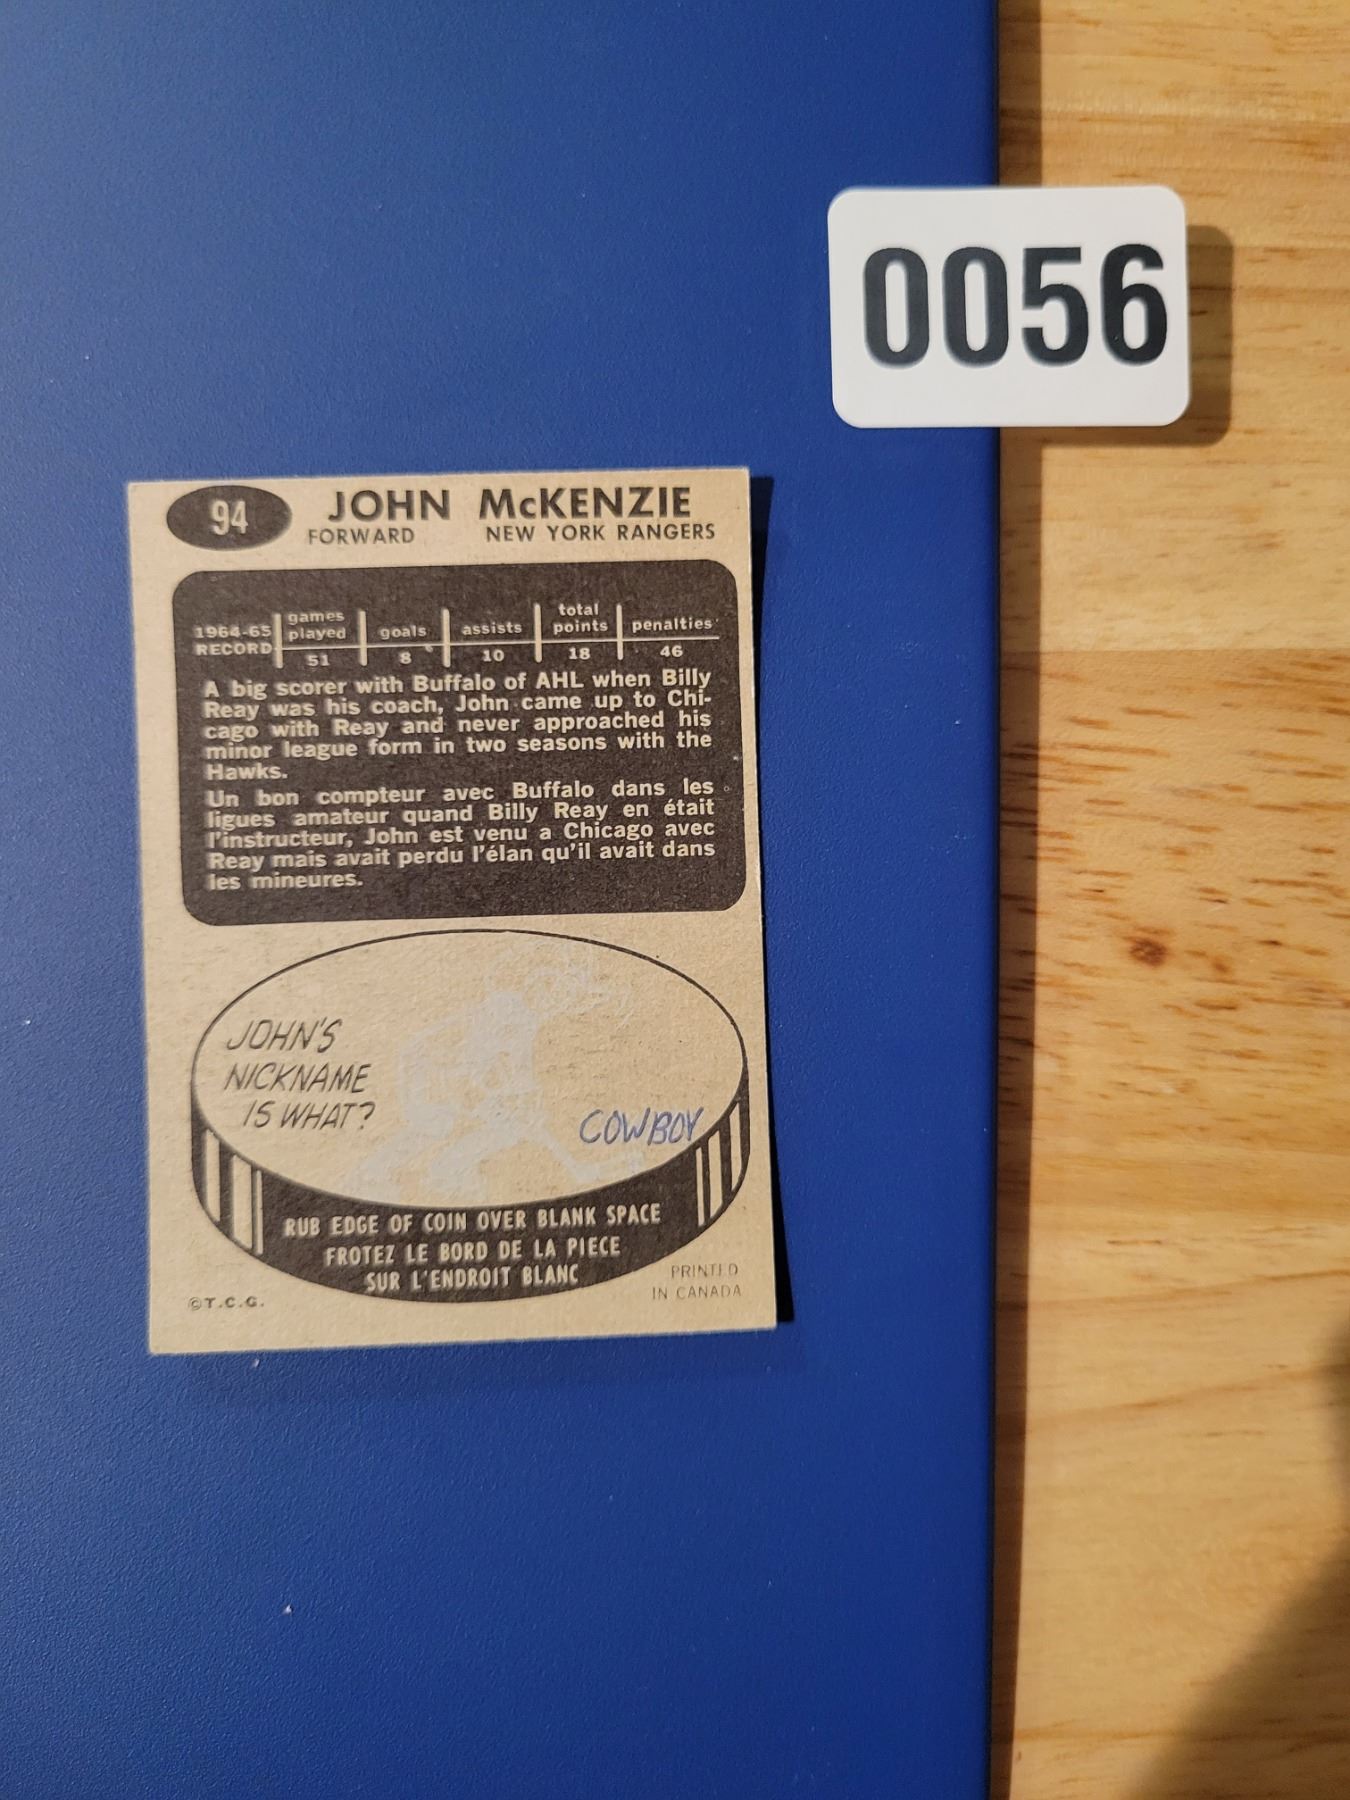 0056
94 JOHN McKENZIE
FORWARD NEW YORK RANGERS
1964-65 RECORD games played goals assists total points penalties
51 8 10 18 46
A big scorer with Buffalo of AHL when Billy
Reay was his coach, John came up to Chi-
cago with Reay and never approached his
minor league form in two seasons with the
Hawks.
Un bon compteur avec Buffalo dans les
ligues amateur quand Billy Reay en était
l'instructeur, John est venu a Chicago avec
Reay mais avait perdu l'élan qu'il avait dans
les mineures.
JOHN'S
NICKNAME
IS WHAT?
COWBOY
RUB EDGE OF COIN OVER BLANK SPACE
FROTEZ LE BORD DE LA PIECE
SUR L'ENDROIT BLANC
©T.C.G.
PRINTED
IN CANADA